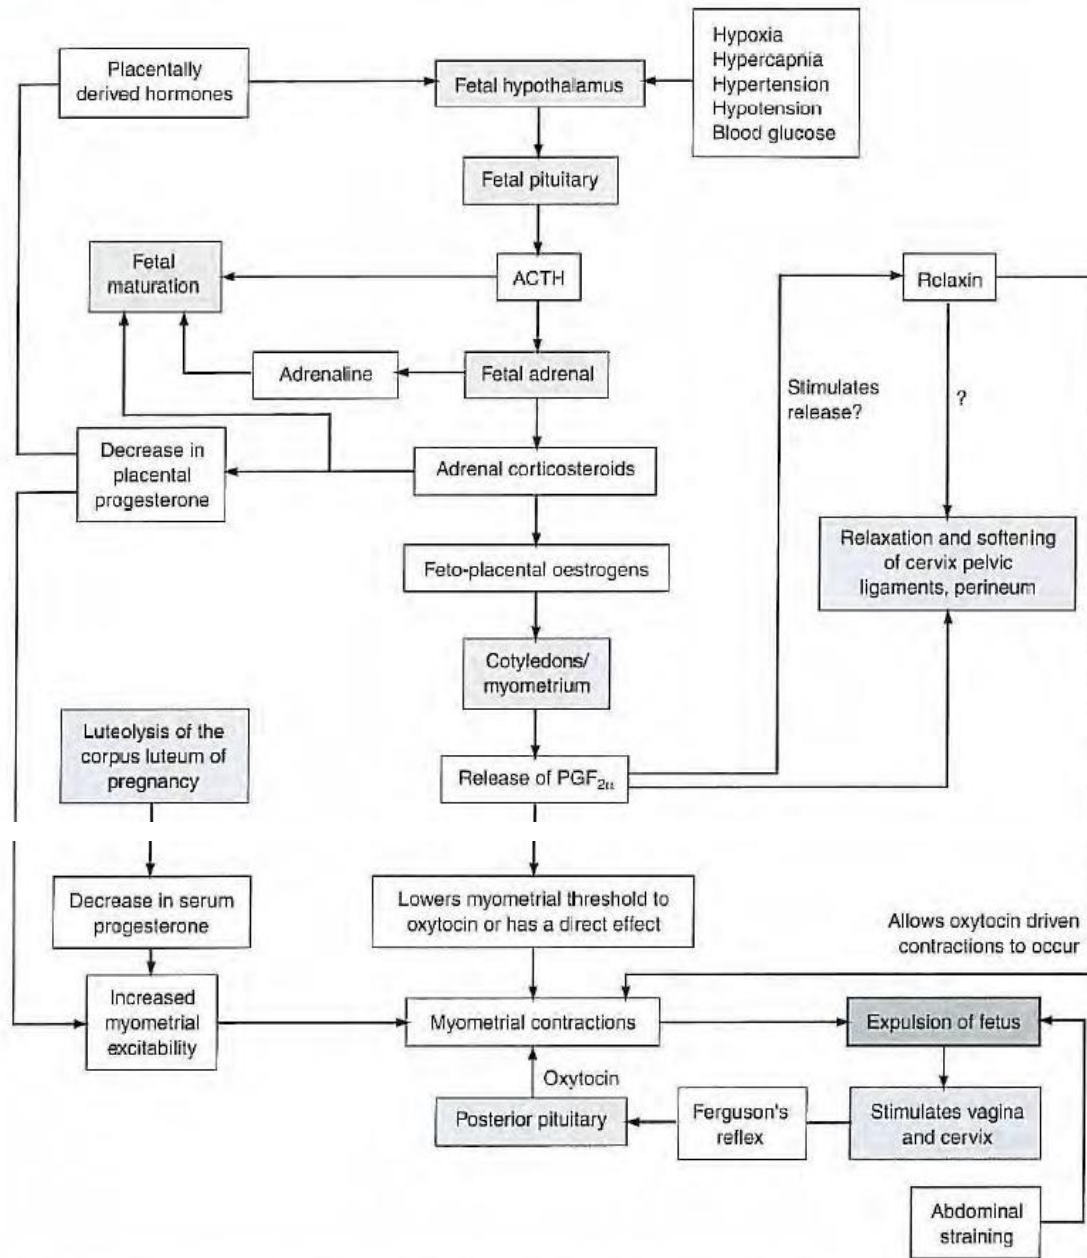 Placentally
derived hormones
Fetal hypothalamus
Hypoxia
Hypercapnia
Hypertension
Hypotension
Blood glucose
Fetal pituitary
Fetal
maturation
ACTH
Relaxin
Adrenaline
Fetal adrenal
Stimulates
release?
?
Decrease in
placental
progesterone
Adrenal corticosteroids
Relaxation and softening
of cervix pelvic
ligaments, perineum
Feto-placental oestrogens
Cotyledons/
myometrium
Luteolysis of the
corpus luteum of
pregnancy
Release of PGF2α
Decrease in serum
progesterone
Lowers myometrial threshold to
oxytocin or has a direct effect
Allows oxytocin driven
contractions to occur
Increased
myometrial
excitability
Myometrial contractions
Expulsion of fetus
Oxytocin
Posterior pituitary
Ferguson's
reflex
Stimulates vagina
and cervix
Abdominal
straining